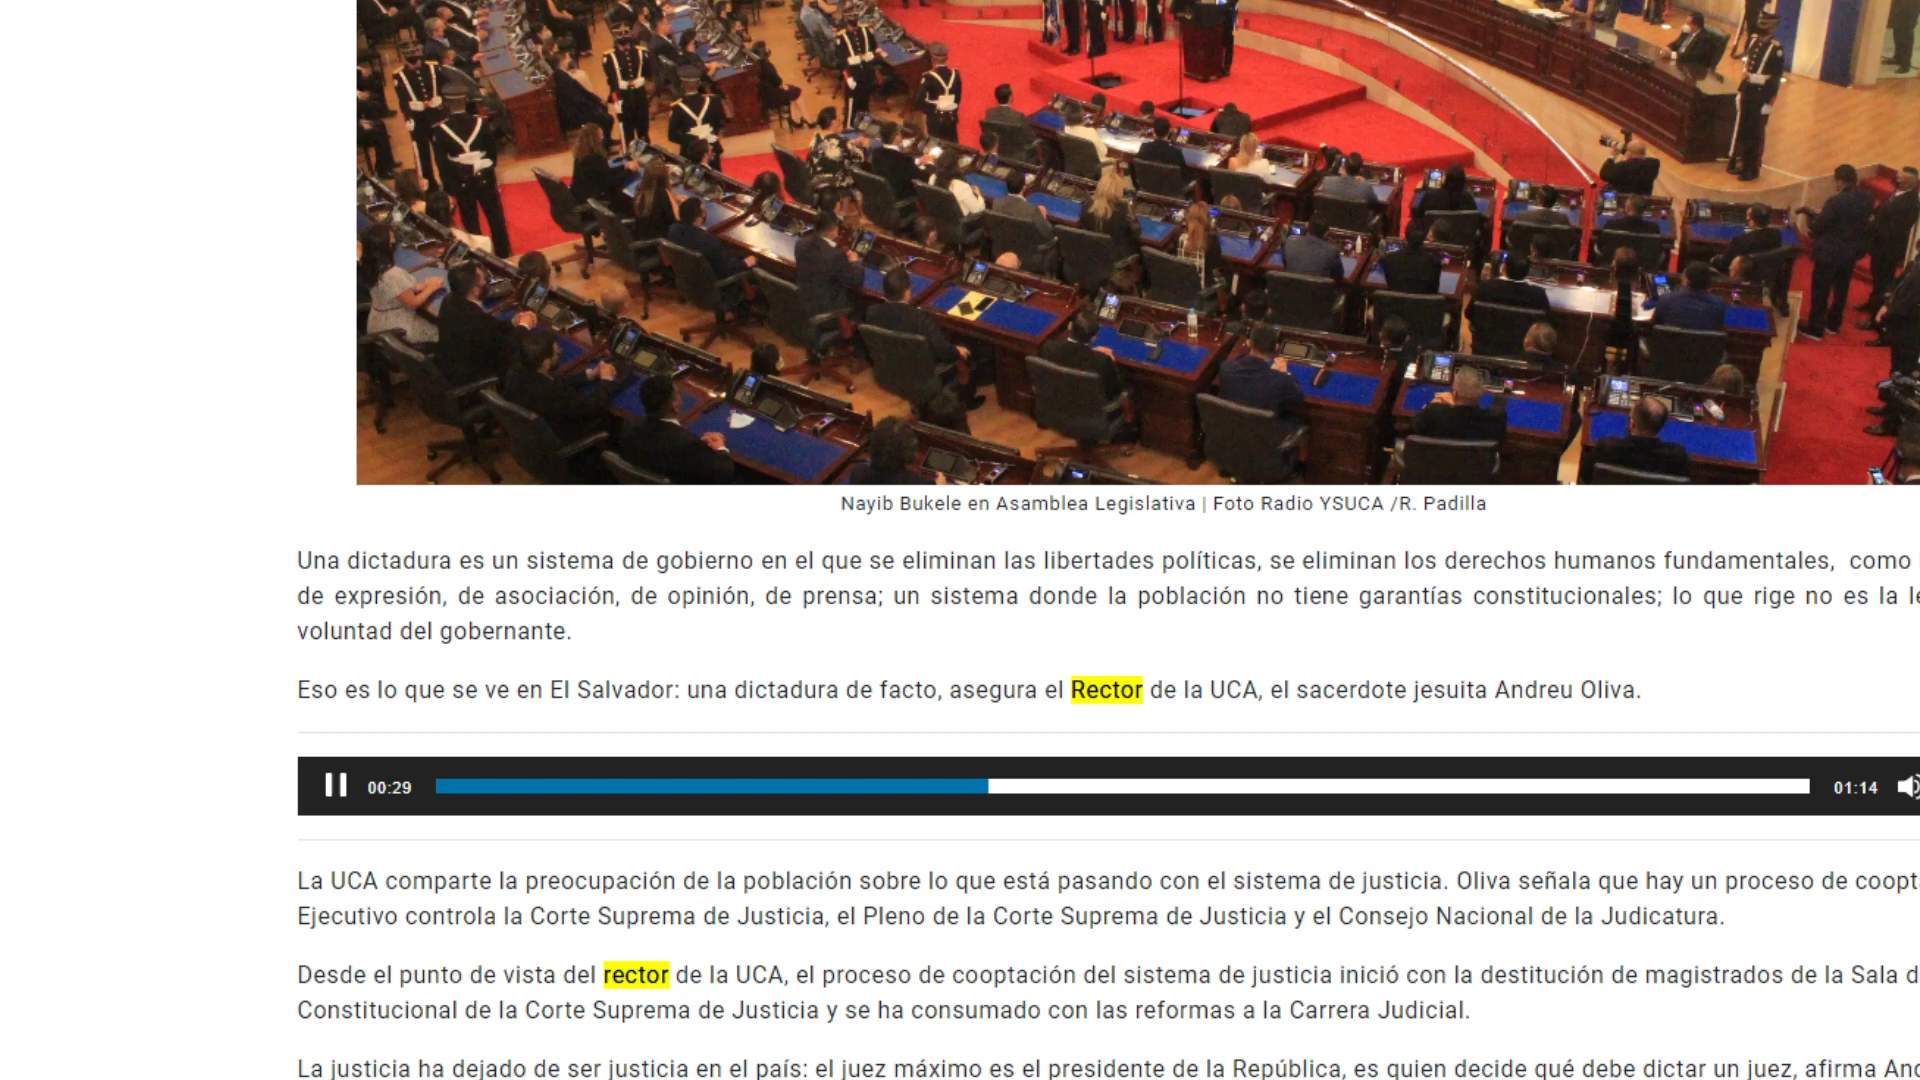 Nayib Bukele en Asamblea Legislativa | Foto Radio YSUCA /R. Padilla
Una dictadura es un sistema de gobierno en el que se eliminan las libertades políticas, se eliminan los derechos humanos fundamentales, como
de expresión, de asociación, de opinión, de prensa; un sistema donde la población no tiene garantías constitucionales; lo que rige no es la
voluntad del gobernante.
Eso es lo que se ve en El Salvador: una dictadura de facto, asegura el Rector de la UCA, el sacerdote jesuita Andreu Oliva.
00:29 01:14
La UCA comparte la preocupación de la población sobre lo que está pasando con el sistema de justicia. Oliva señala que hay un proceso de
Ejecutivo controla la Corte Suprema de Justicia, el Pleno de la Corte Suprema de Justicia y el Consejo Nacional de la Judicatura.
Desde el punto de vista del rector de la UCA, el proceso de cooptación del sistema de justicia inició con la destitución de magistrados de la Sala
Constitucional de la Corte Suprema de Justicia y se ha consumado con las reformas a la Carrera Judicial.
La justicia ha dejado de ser justicia en el país: el juez máximo es el presidente de la República, es quien decide qué debe dictar un juez, afirma